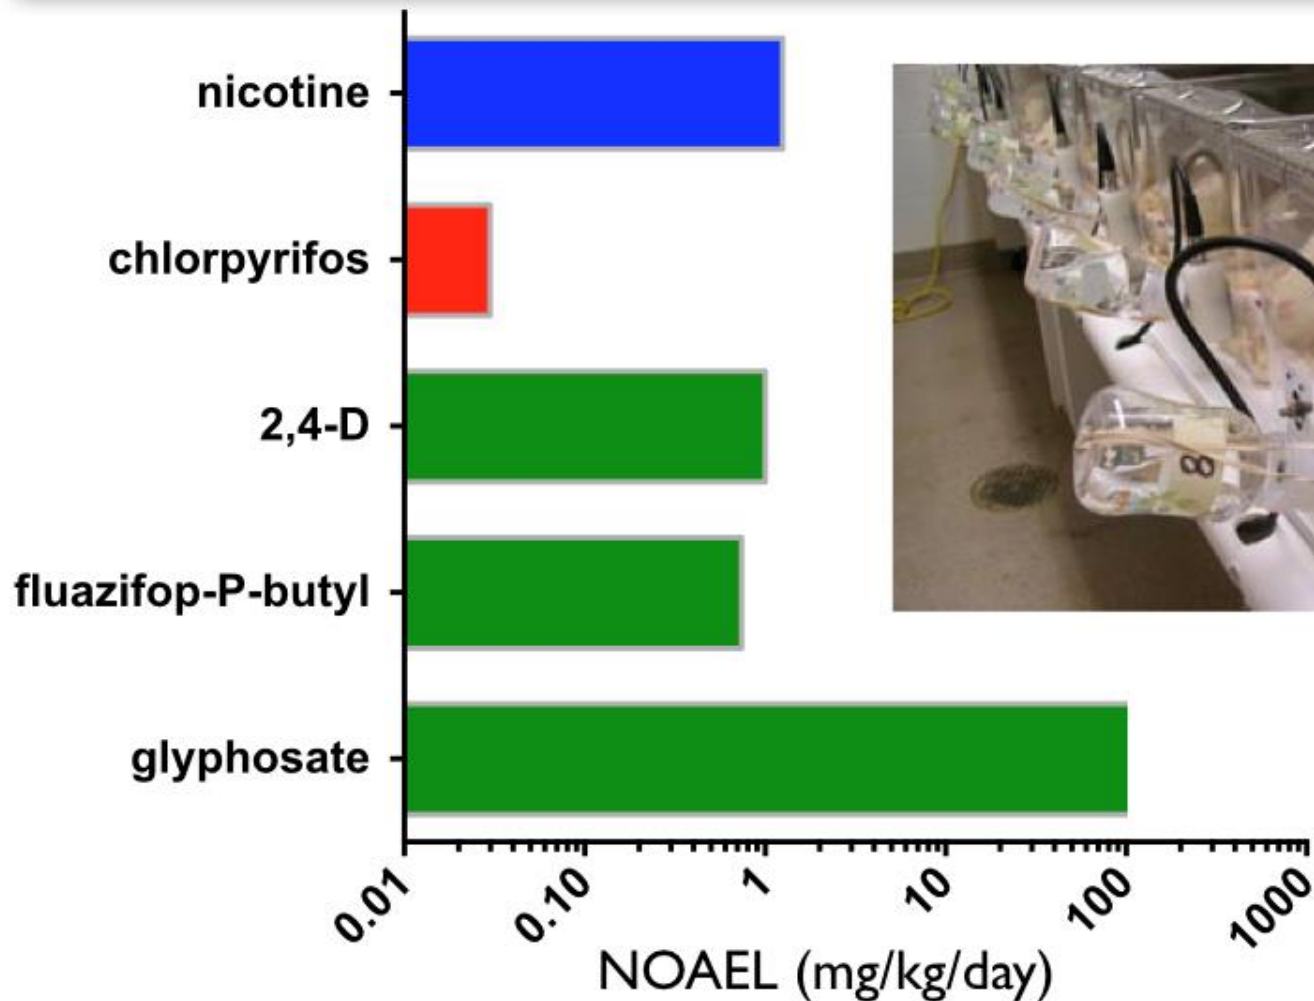 nicotine
chlorpyrifos
2,4-D
fluazifop-P-butyl
glyphosate
0.01
0.10
1
10
100
1000
NOAEL (mg/kg/day)
8